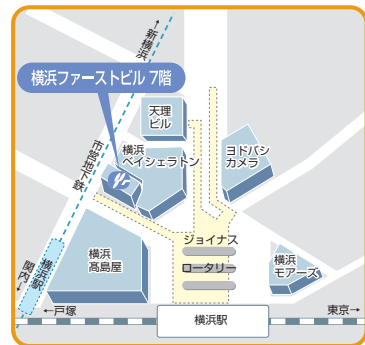 ←新横浜
横浜ファーストビル 7階
天理
ビル
横浜
ベイシェラトン
ヨドバシ
カメラ
市営地下鉄
ジョイナス
ロータリー
横浜
髙島屋
横浜
モアーズ
横浜駅
関内→
←戸塚
横浜駅
東京→